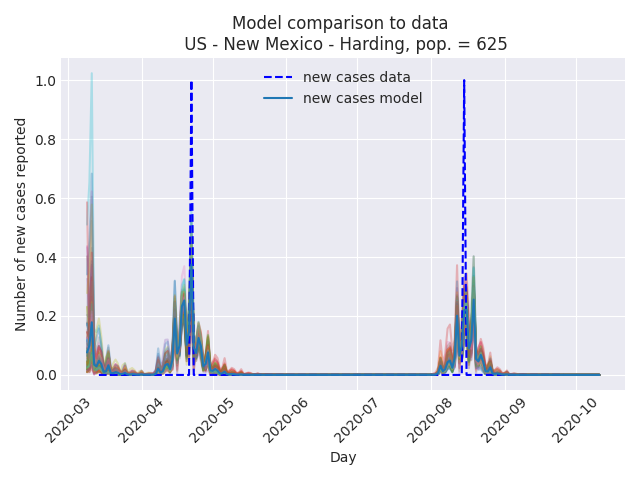 Model comparison to data
US - New Mexico - Harding, pop. = 625
new cases data
new cases model
Number of new cases reported
1.0
0.8
0.6
0.4
0.2
0.0
2020-03
2020-04
2020-05
2020-06
2020-07
2020-08
2020-09
2020-10
Day